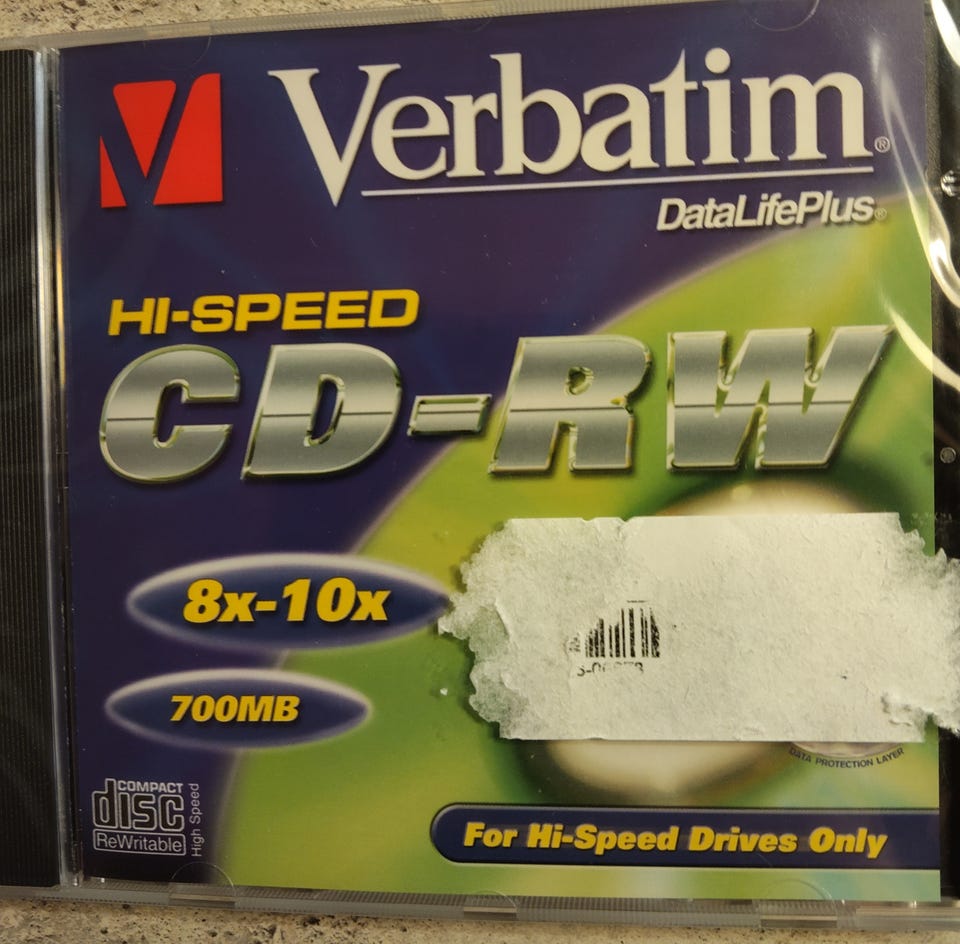 Verbatim®
DataLifePlus®
HI-SPEED
CD-RW
8x-10x
700MB
DATA PROTECTION LAYER
COMPACT
disc
ReWritable
High Speed
For Hi-Speed Drives Only